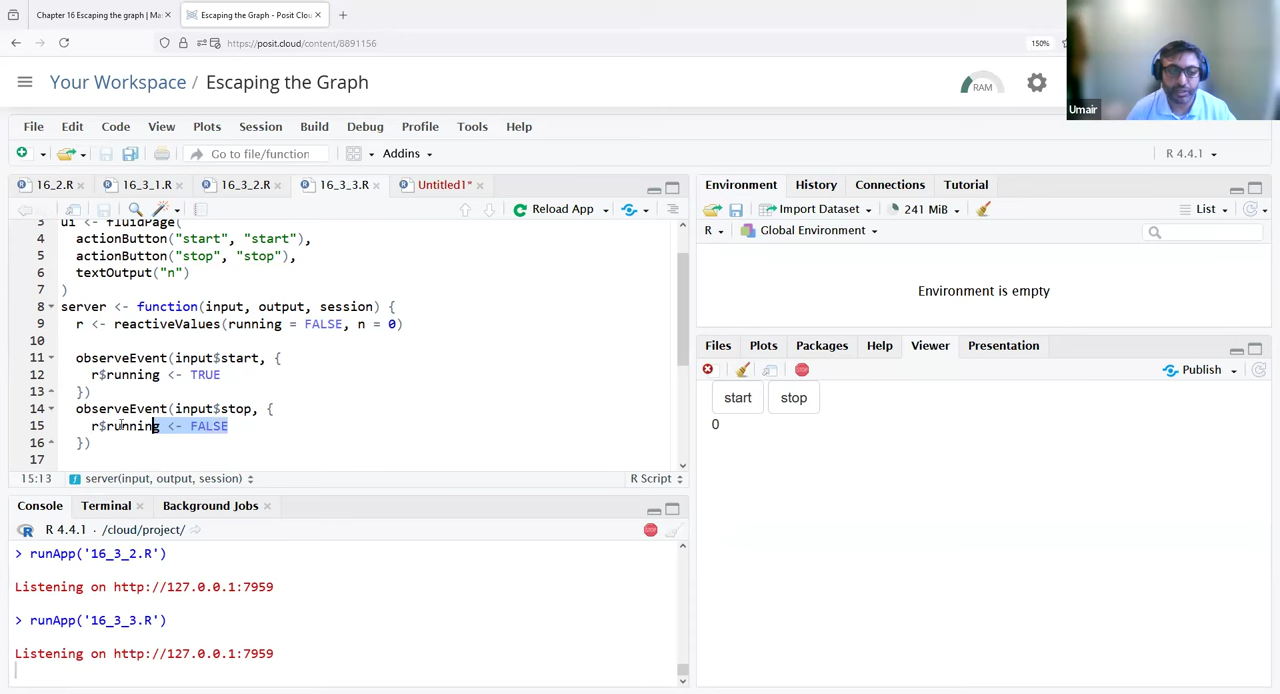 Chapter 16 Escaping the graph | Ma
Escaping the Graph - Posit Clou
https://posit.cloud/content/8891156
150%
Your Workspace / Escaping the Graph
RAM
Umair
File Edit Code View Plots Session Build Debug Profile Tools Help
Go to file/function
Addins
R 4.4.1
16_2.R
16_3_1.R
16_3_2.R
16_3_3.R
Untitled1*
Reload App
3 ui <- fluidPage(
4 actionButton("start", "start"),
5 actionButton("stop", "stop"),
6 textOutput("n")
7 )
8 server <- function(input, output, session) {
9 r <- reactiveValues(running = FALSE, n = 0)
10
11 observeEvent(input$start, {
12 r$running <- TRUE
13 })
14 observeEvent(input$stop, {
15 r$running <- FALSE
16 })
17
15:13 server(input, output, session) R Script
Console Terminal Background Jobs
R 4.4.1 · /cloud/project/
> runApp('16_3_2.R')
Listening on http://127.0.0.1:7959
> runApp('16_3_3.R')
Listening on http://127.0.0.1:7959
Environment History Connections Tutorial
Import Dataset 241 MiB List
R Global Environment
Environment is empty
Files Plots Packages Help Viewer Presentation
STOP Publish
start stop
0